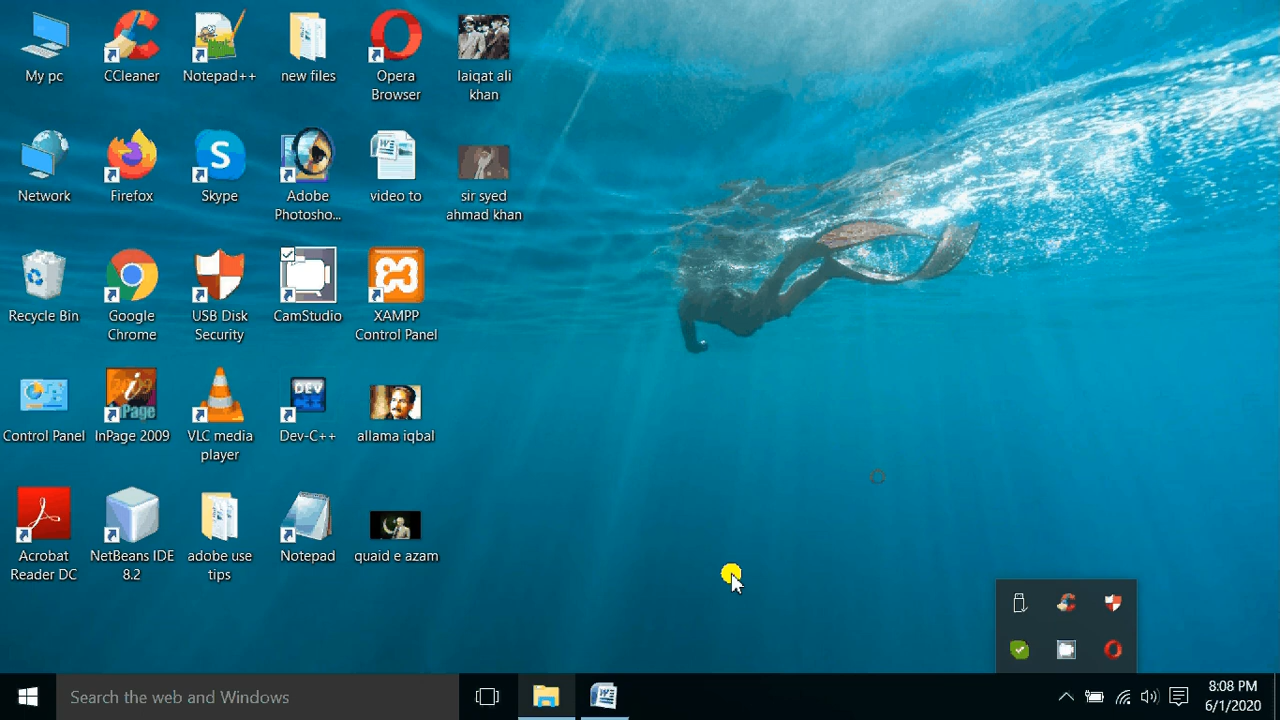 My pc
CCleaner
Notepad++
new files
Opera
Browser
laiqat ali
khan
Network
Firefox
Skype
Adobe
Photosho...
video to
sir syed
ahmad khan
Recycle Bin
Google
Chrome
USB Disk
Security
CamStudio
XAMPP
Control Panel
Control Panel
2009
InPage
InPage 2009
VLC media
player
DEV
C++
Dev-C++
allama iqbal
Acrobat
Reader DC
NetBeans IDE
8.2
adobe use
tips
Notepad
quaid e azam
Search the web and Windows
8:08 PM
6/1/2020